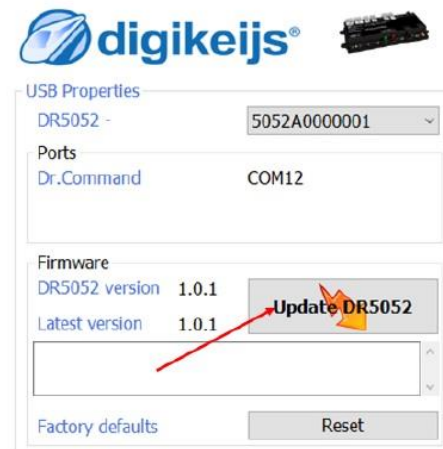 digikeijs®
USB Properties
DR5052 - 5052A0000001
Ports
Dr.Command COM12
Firmware
DR5052 version 1.0.1
Update DR5052
Latest version 1.0.1
Factory defaults Reset